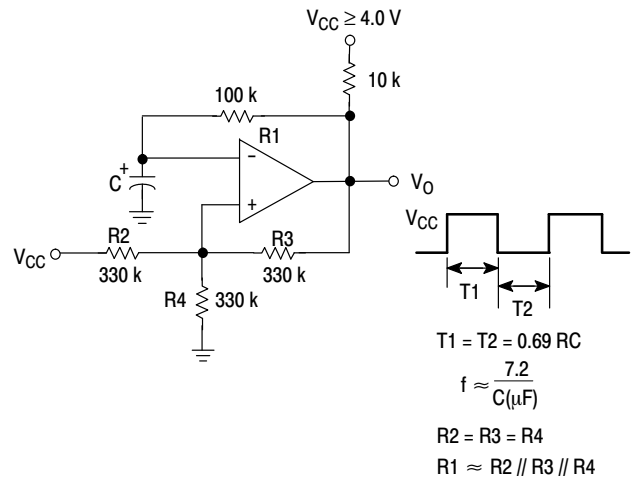 V_CC ≥ 4.0 V
10 k
100 k
R1
−
+
C
+
V_O
V_CC
R2
330 k
R3
330 k
R4
330 k
V_CC
T1
T2
T1 = T2 = 0.69 RC
f ≈ 7.2 / C(μF)
R2 = R3 = R4
R1 ≈ R2 // R3 // R4